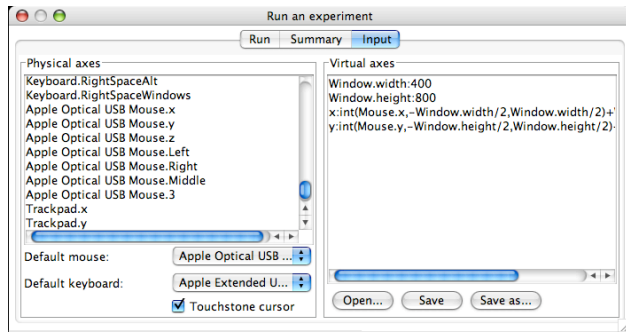 Run an experiment
Run Summary Input
Physical axes
Keyboard.RightSpaceAlt
Keyboard.RightSpaceWindows
Apple Optical USB Mouse.x
Apple Optical USB Mouse.y
Apple Optical USB Mouse.z
Apple Optical USB Mouse.Left
Apple Optical USB Mouse.Right
Apple Optical USB Mouse.Middle
Apple Optical USB Mouse.3
Trackpad.x
Trackpad.y
Default mouse: Apple Optical USB ...
Default keyboard: Apple Extended U...
Touchstone cursor
Virtual axes
Window.width:400
Window.height:800
x:int(Mouse.x,-Window.width/2,Window.width/2)+
y:int(Mouse.y,-Window.height/2,Window.height/2)
Open... Save Save as...